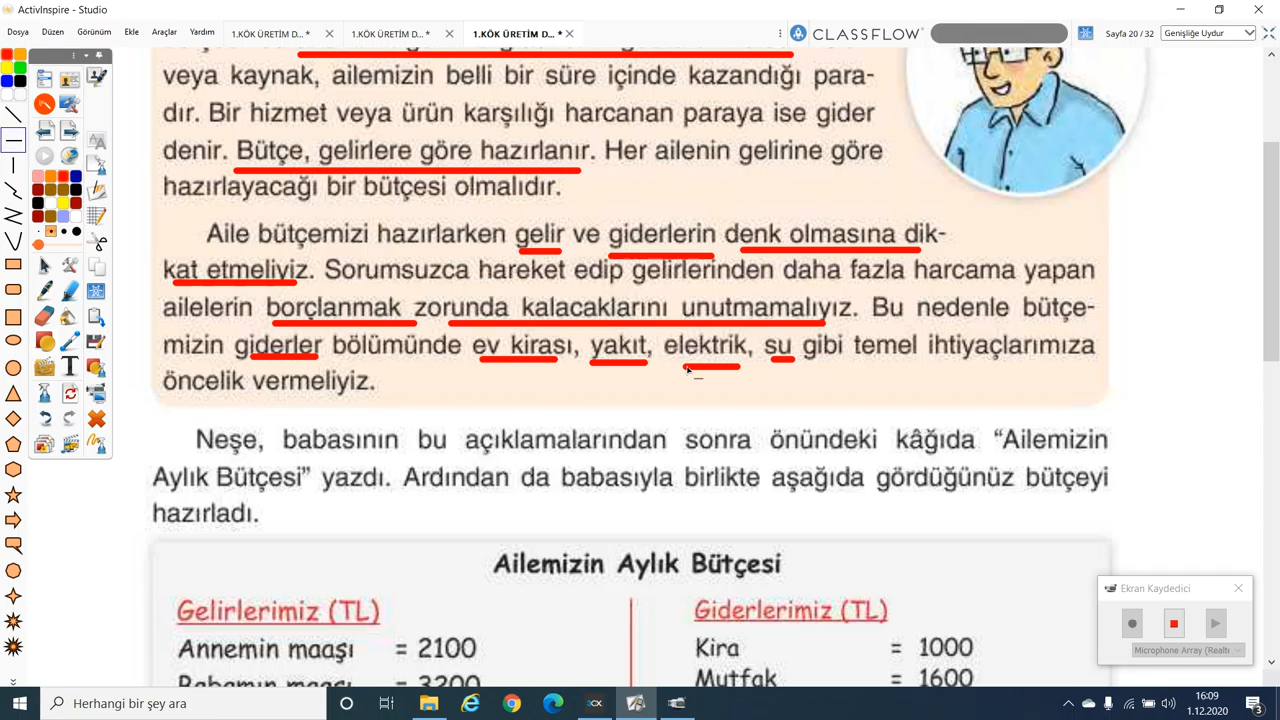 ActivInspire - Studio
Dosya Düzen Görünüm Ekle Araçlar Yardım
1.KÖK ÜRETİM D... * 1.KÖK ÜRETİM D... * 1.KÖK ÜRETİM D... *
CLASSFLOW
Sayfa 20 / 32 Genişliğe Uydur
veya kaynak, ailemizin belli bir süre içinde kazandığı para-
dır. Bir hizmet veya ürün karşılığı harcanan paraya ise gider
denir. Bütçe, gelirlere göre hazırlanır. Her ailenin gelirine göre
hazırlayacağı bir bütçesi olmalıdır.
Aile bütçemizi hazırlarken gelir ve giderlerin denk olmasına dik-
kat etmeliyiz. Sorumsuzca hareket edip gelirlerinden daha fazla harcama yapan
ailelerin borçlanmak zorunda kalacaklarını unutmamalıyız. Bu nedenle bütçe-
mizin giderler bölümünde ev kirası, yakıt, elektrik, su gibi temel ihtiyaçlarımıza
öncelik vermeliyiz.
Neşe, babasının bu açıklamalarından sonra önündeki kâğıda “Ailemizin
Aylık Bütçesi” yazdı. Ardından da babasıyla birlikte aşağıda gördüğünüz bütçeyi
hazırladı.
Ailemizin Aylık Bütçesi
Gelirlerimiz (TL) Giderlerimiz (TL)
Annemin maaşı = 2100 Kira = 1000
Babamın maaşı = 3200 Mutfak = 1600
Ekran Kaydedici
Microphone Array (Realte
Herhangi bir şey ara
16:09
1.12.2020
3